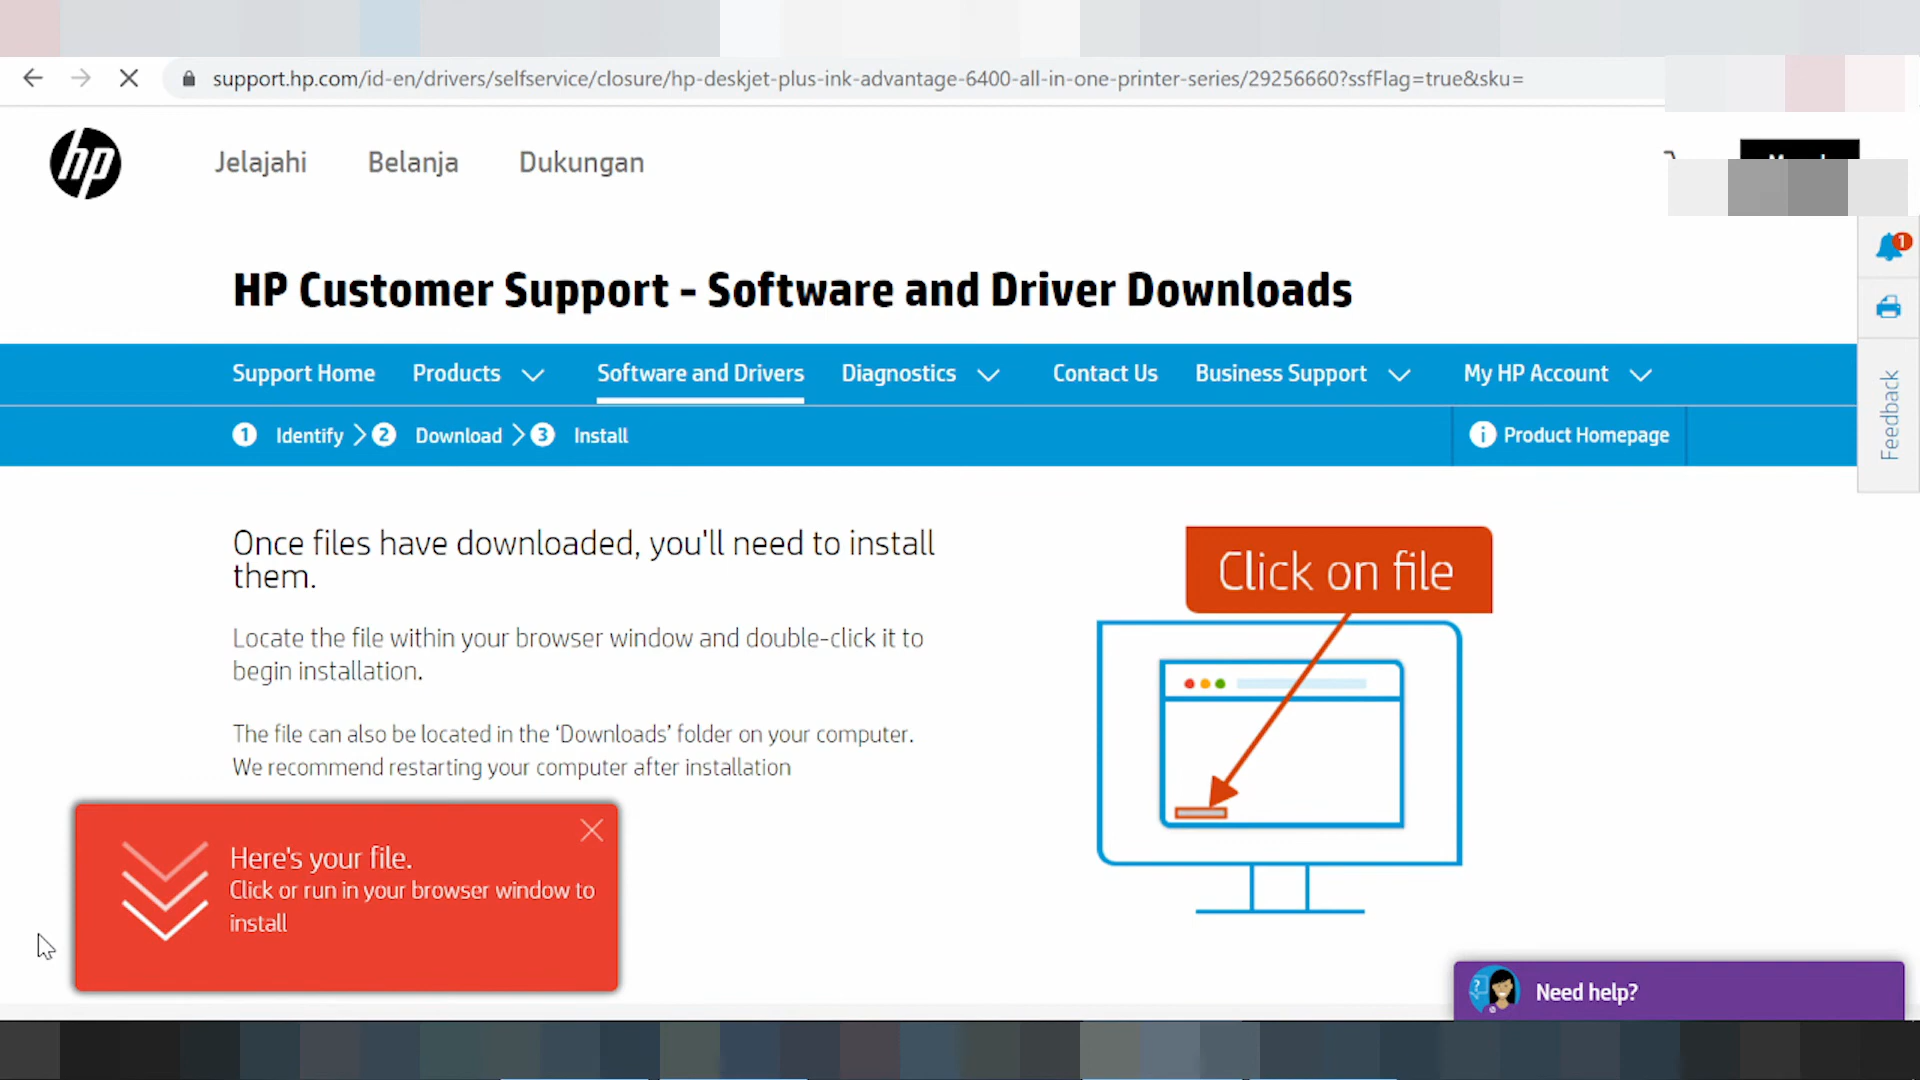 support.hp.com/id-en/drivers/selfservice/closure/hp-deskjet-plus-ink-advantage-6400-all-in-one-printer-series/29256660?ssfFlag=true&sku=
hp
Jelajahi Belanja Dukungan
1
HP Customer Support - Software and Driver Downloads
Support Home Products Software and Drivers Diagnostics Contact Us Business Support My HP Account
1 Identify 2 Download 3 Install
i Product Homepage
Feedback
Once files have downloaded, you'll need to install
them.
Locate the file within your browser window and double-click it to
begin installation.
The file can also be located in the ‘Downloads’ folder on your computer.
We recommend restarting your computer after installation
Click on file
Here's your file.
Click or run in your browser window to
install
Need help?